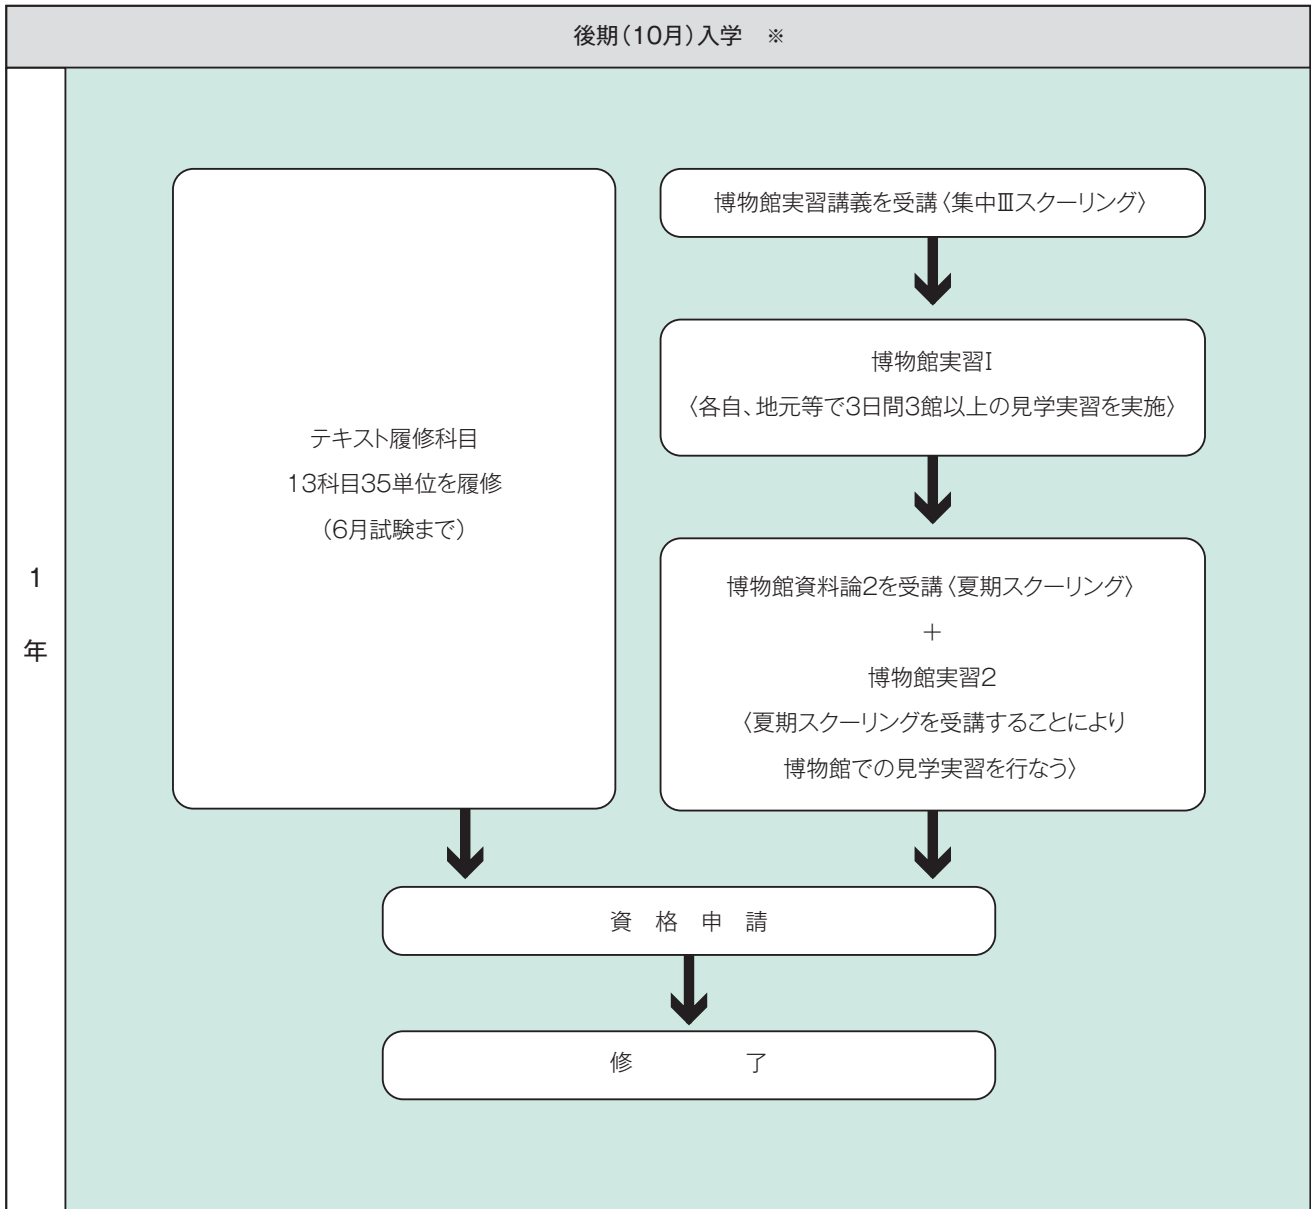 後期（10月）入学　※
1
年
テキスト履修科目
13科目35単位を履修
（6月試験まで）
博物館実習講義を受講〈集中Ⅲスクーリング〉
博物館実習Ⅰ
〈各自、地元等で3日間3館以上の見学実習を実施〉
博物館資料論2を受講〈夏期スクーリング〉
＋
博物館実習2
〈夏期スクーリングを受講することにより
博物館での見学実習を行なう〉
資　格　申　請
修　　　　了